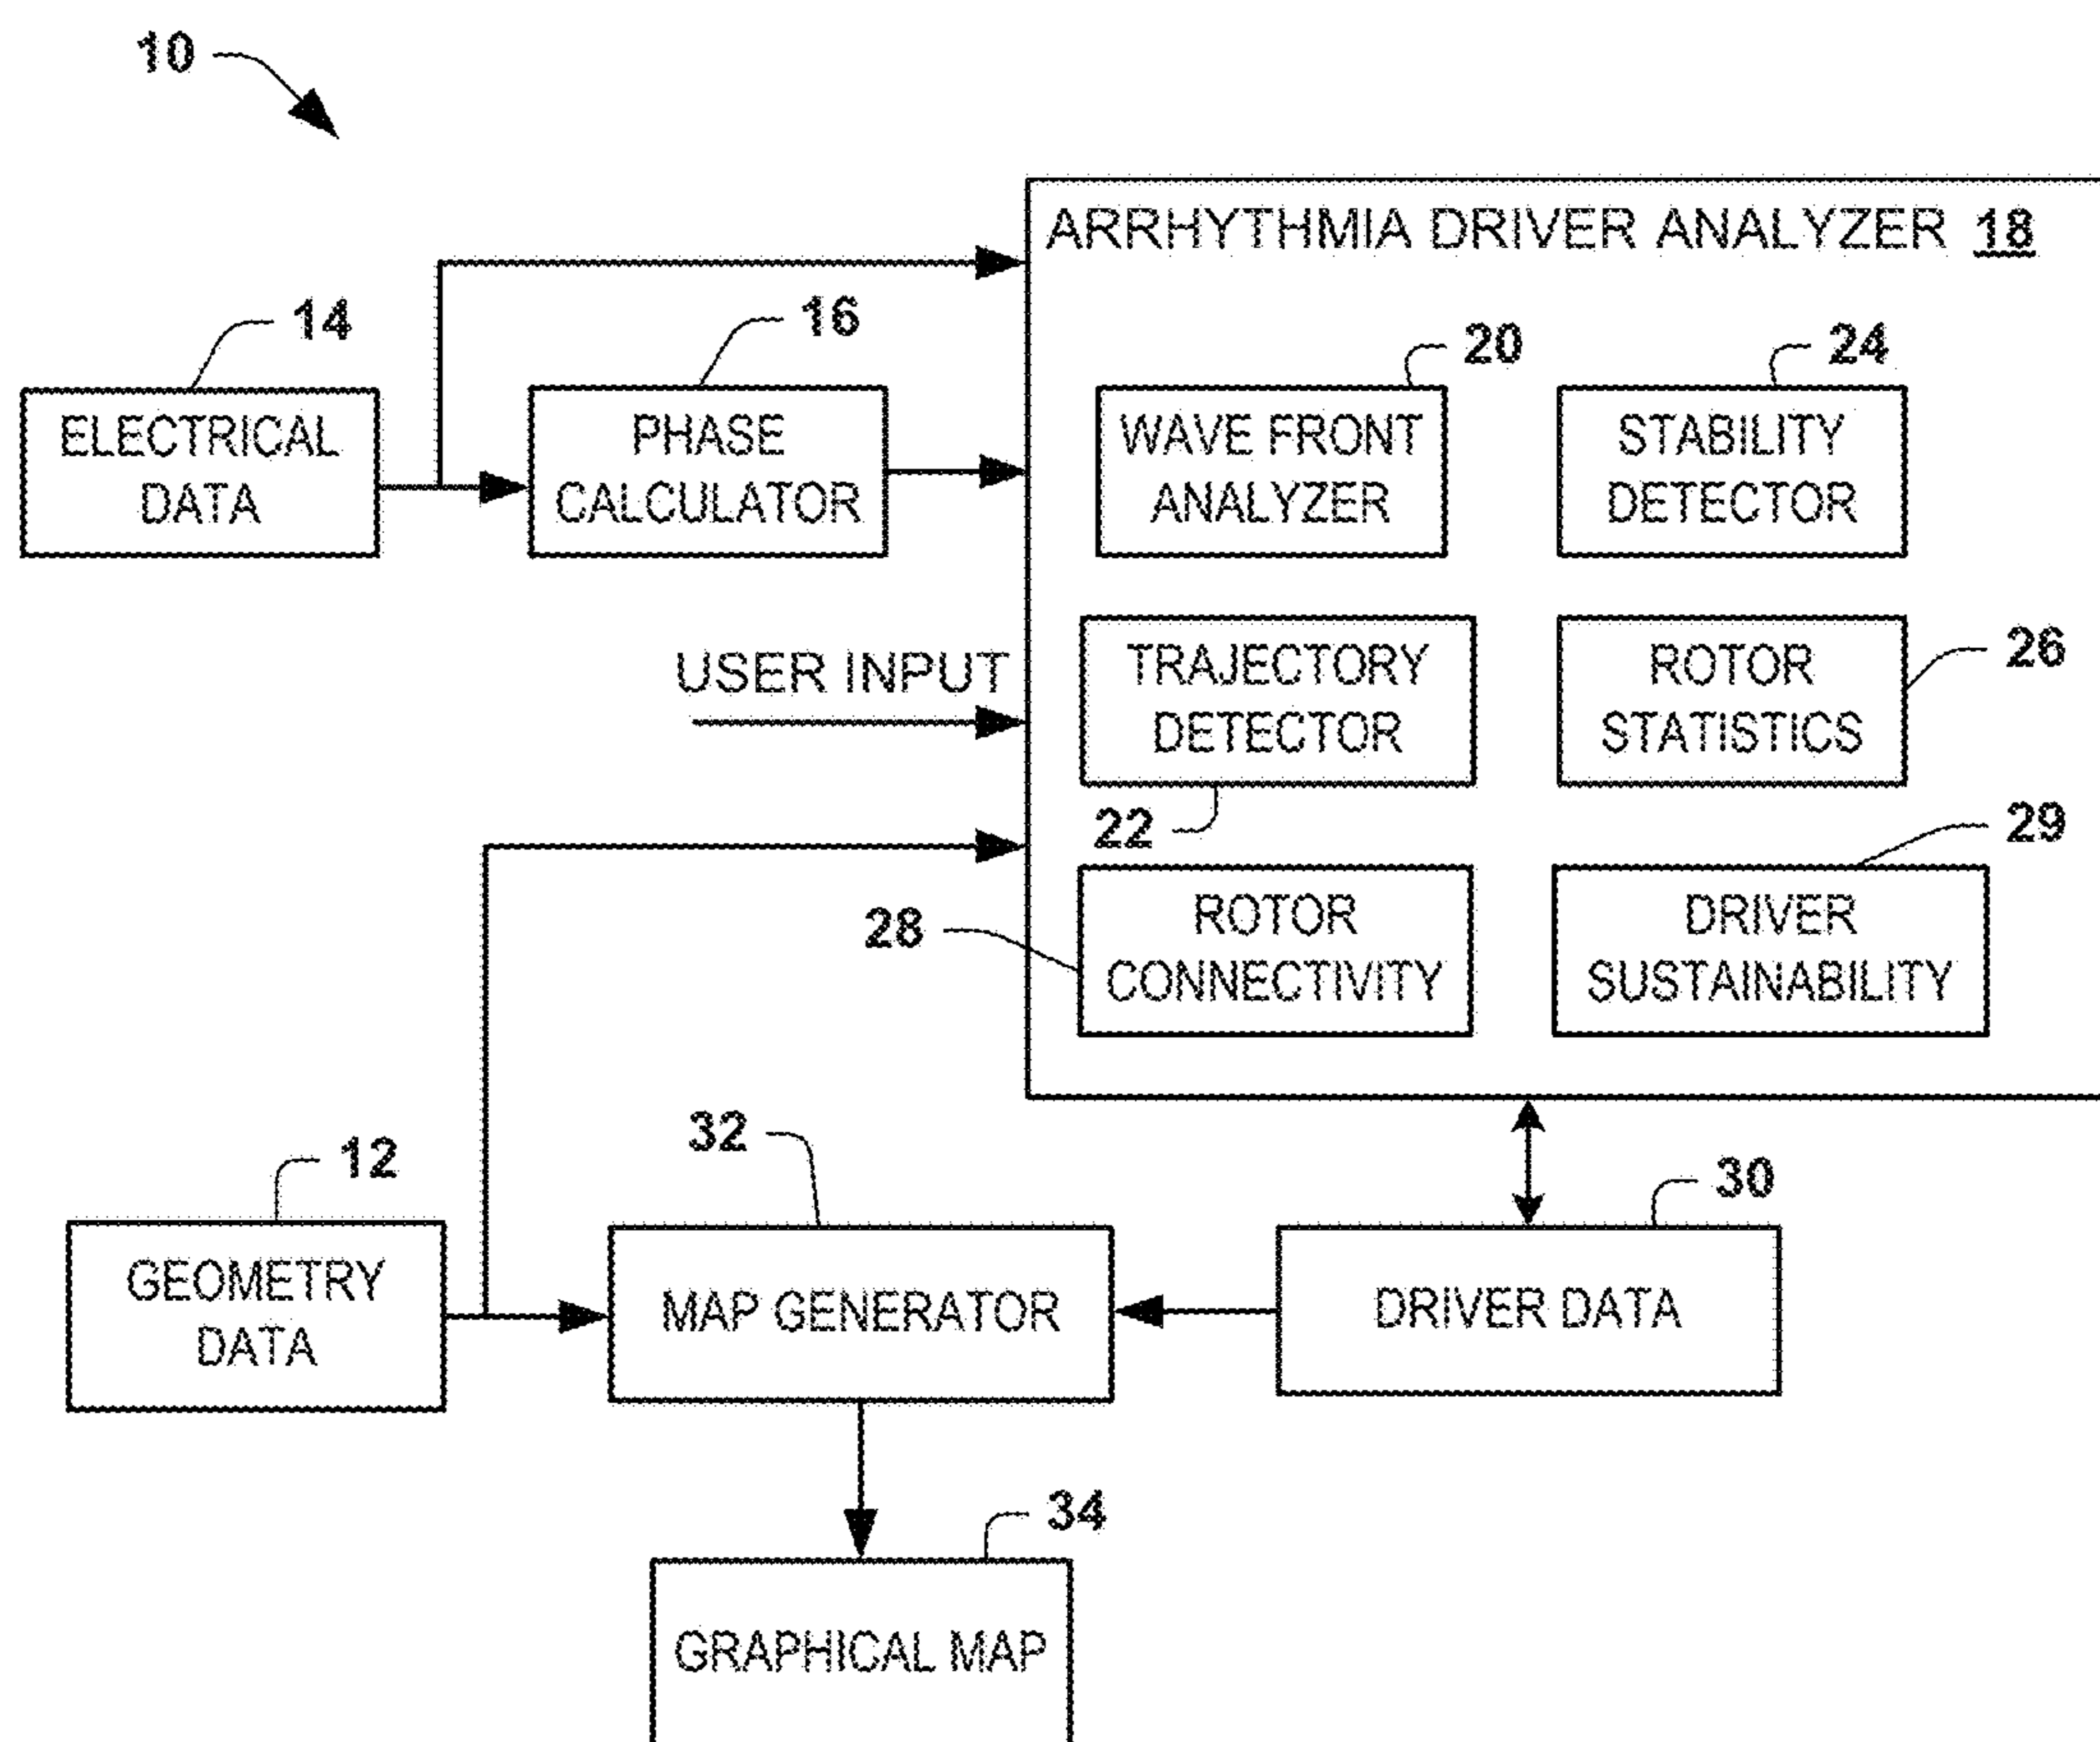 10
ARRHYTHMIA DRIVER ANALYZER 18
14
16
20
24
ELECTRICAL
DATA
PHASE
CALCULATOR
WAVE FRONT
ANALYZER
STABILITY
DETECTOR
USER INPUT
TRAJECTORY
DETECTOR
22
ROTOR
STATISTICS
26
28
ROTOR
CONNECTIVITY
29
DRIVER
SUSTAINABILITY
12
GEOMETRY
DATA
32
MAP GENERATOR
30
DRIVER DATA
34
GRAPHICAL MAP